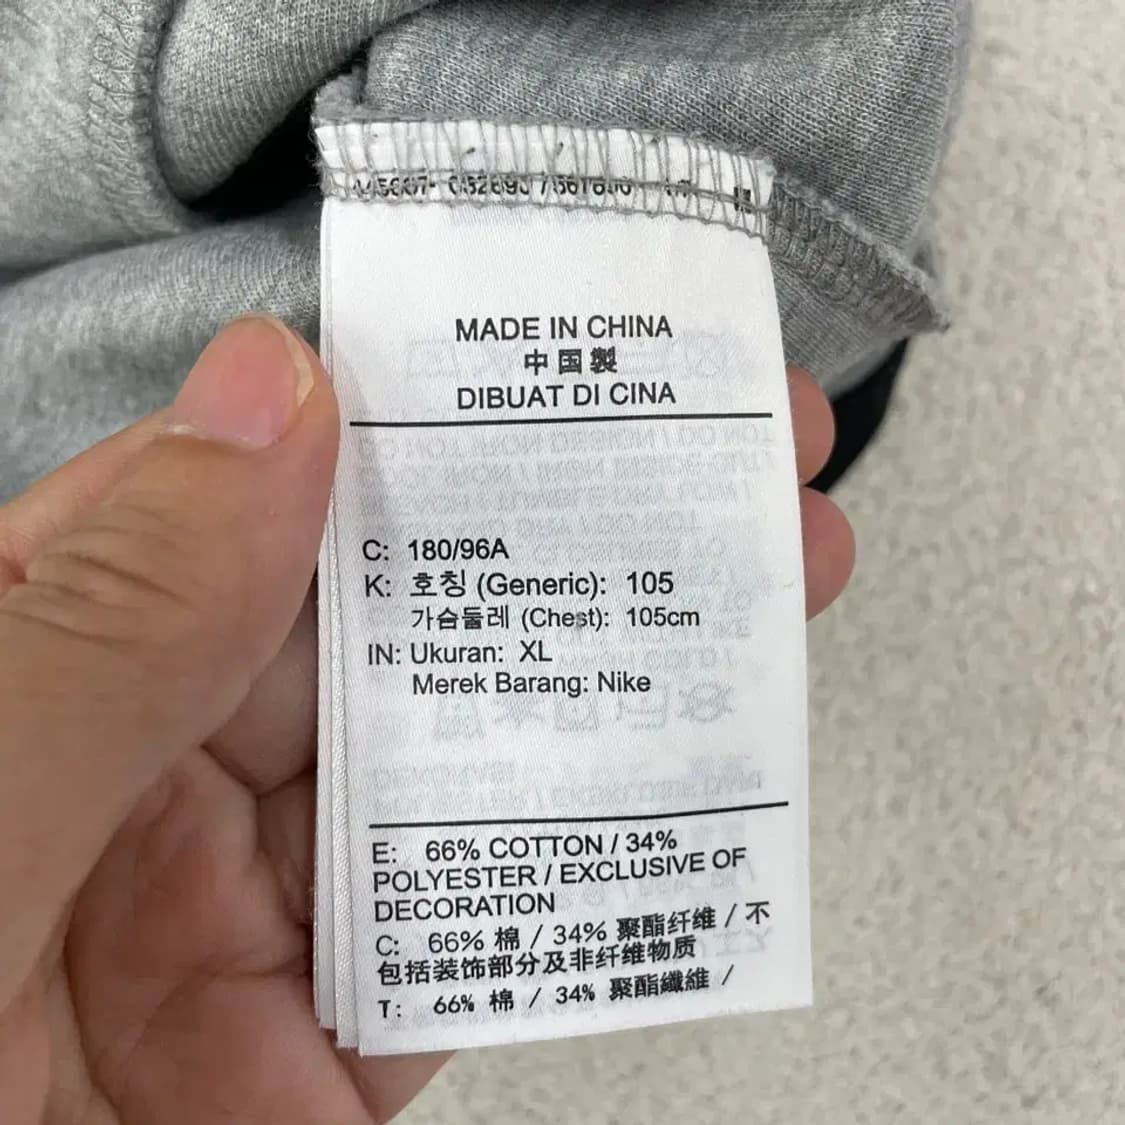 MADE IN CHINA
中国製
DIBUAT DI CINA
C: 180/96A
K: 호칭 (Generic): 105
가슴둘레 (Chest): 105cm
IN: Ukuran: XL
Merek Barang: Nike
E: 66% COTTON / 34%
POLYESTER / EXCLUSIVE OF
DECORATION
C: 66% 棉 / 34% 聚酯纤维 / 不
包括装饰部分及非纤维物质
T: 66% 棉 / 34% 聚酯纖維 /